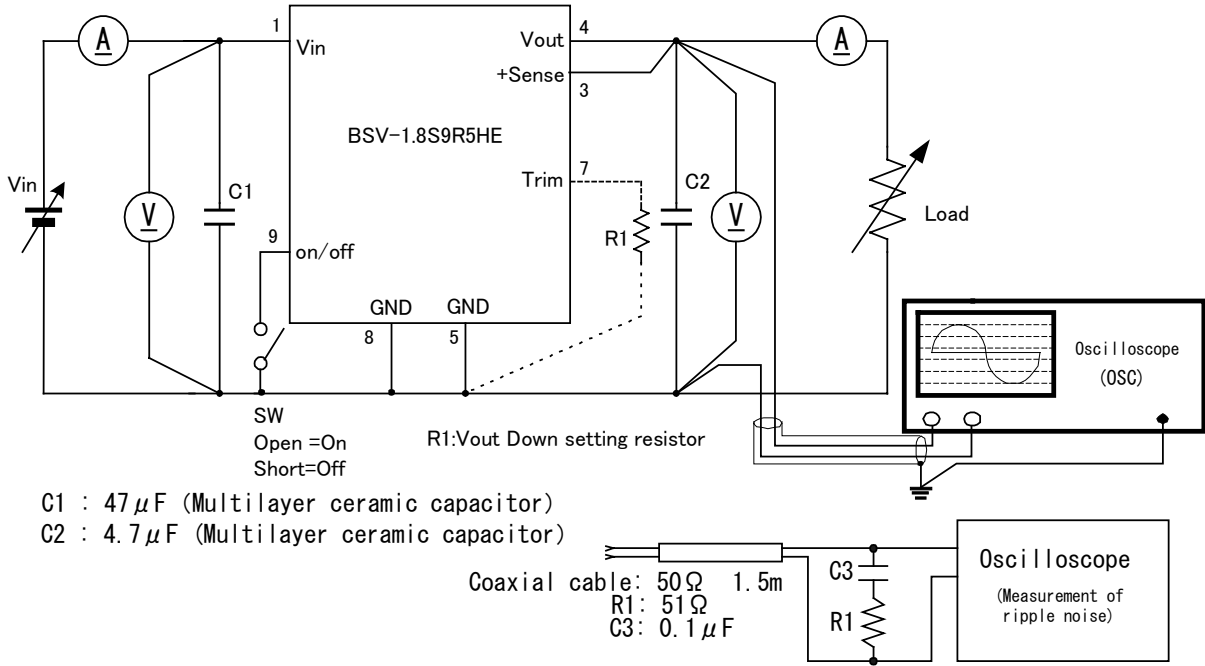 A
1
Vin
Vout
4
+Sense
3
A
BSV-1.8S9R5HE
Vin
V
C1
7
Trim
R1
C2
V
Load
9
on/off
GND
GND
8
5
SW
Open =On
Short=Off
R1:Vout Down setting resistor
Oscilloscope
(OSC)
C1 : 47μF (Multilayer ceramic capacitor)
C2 : 4.7μF (Multilayer ceramic capacitor)
Coaxial cable: 50Ω 1.5m
R1: 51Ω
C3: 0.1μF
C3
R1
Oscilloscope
(Measurement of
ripple noise)